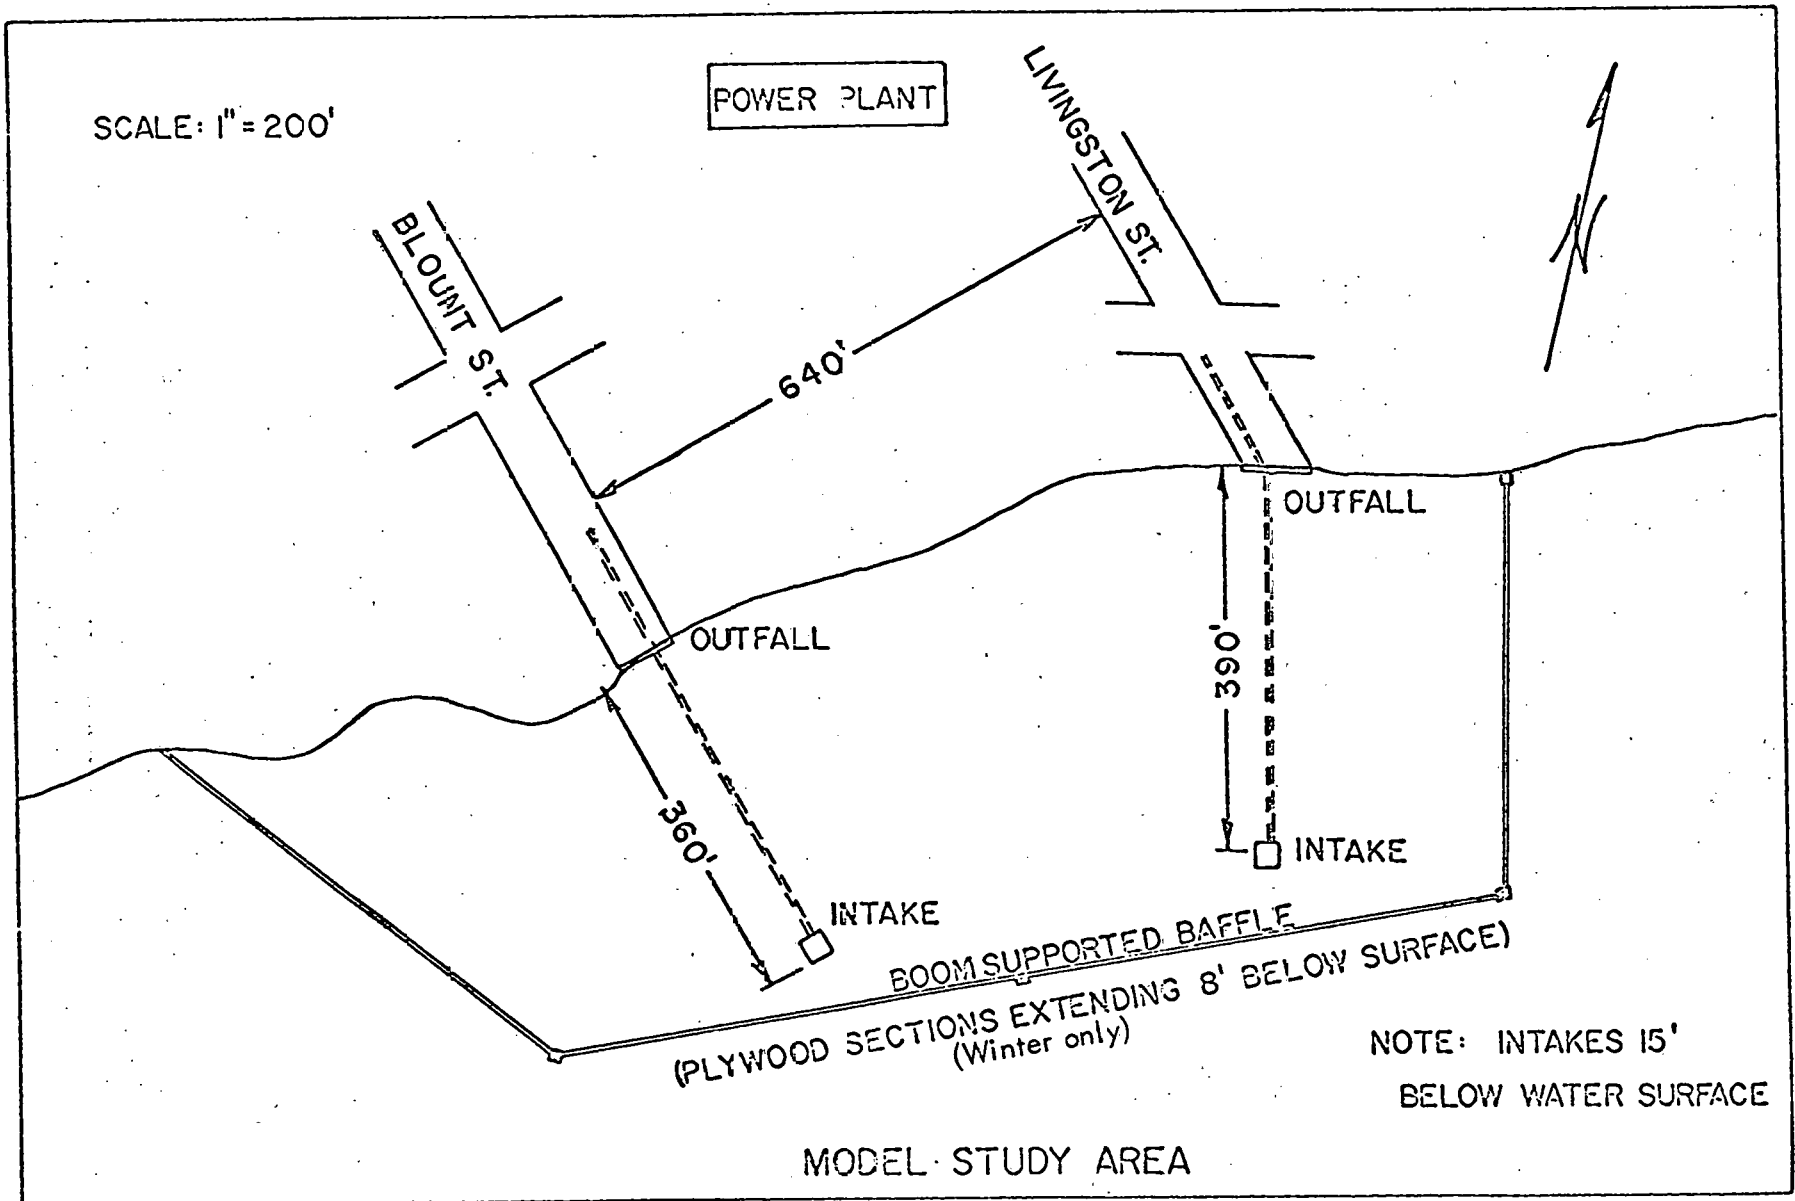 POWER PLANT
SCALE: 1" = 200'
LIVINGSTON ST.
BLOUNT ST.
640'
OUTFALL
OUTFALL
390'
360'
INTAKE
INTAKE
BOOM SUPPORTED BAFFLE
(PLYWOOD SECTIONS EXTENDING 8' BELOW SURFACE)
(Winter only)
NOTE: INTAKES 15'
BELOW WATER SURFACE
MODEL STUDY AREA